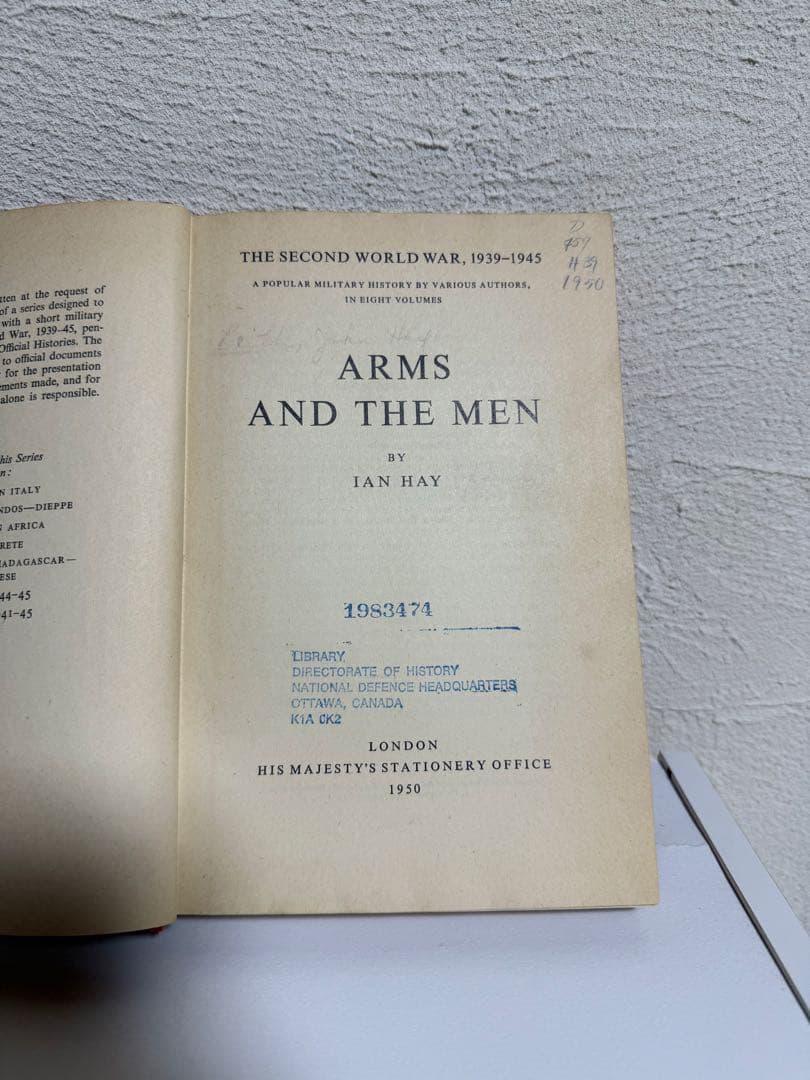 tten at the request of
of a series designed to
with a short military
d War, 1939–45, pen-
Official Histories. The
to official documents
for the presentation
ements made, and for
alone is responsible.
his Series
n:
N ITALY
NDOS—DIEPPE
N AFRICA
RETE
MADAGASCAR—
ESE
44–45
41–45
D
H 39
1950
THE SECOND WORLD WAR, 1939–1945
A POPULAR MILITARY HISTORY BY VARIOUS AUTHORS,
IN EIGHT VOLUMES
John Hay
ARMS
AND THE MEN
BY
IAN HAY
1983474
LIBRARY
DIRECTORATE OF HISTORY
NATIONAL DEFENCE HEADQUARTERS
OTTAWA, CANADA
K1A 0K2
LONDON
HIS MAJESTY'S STATIONERY OFFICE
1950